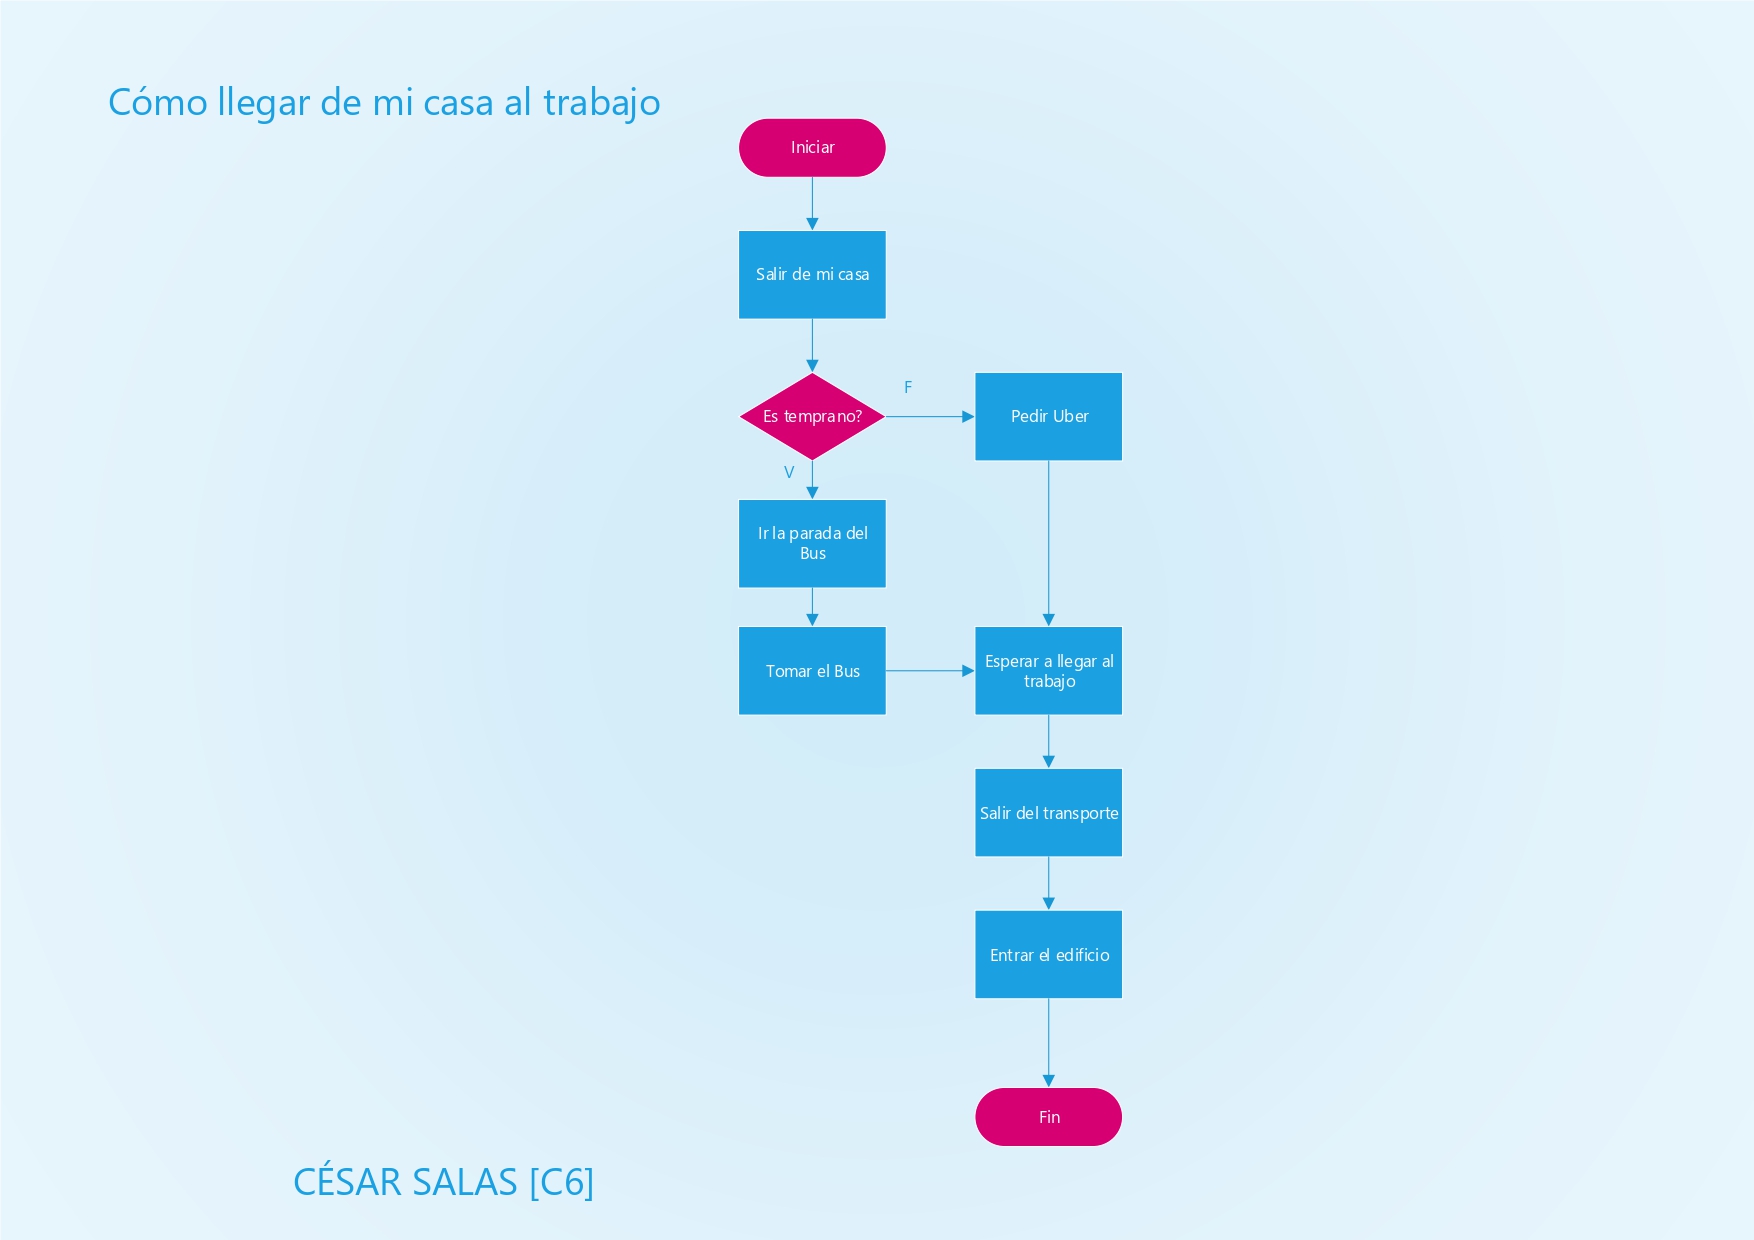 Cómo llegar de mi casa al trabajo
Iniciar
Salir de mi casa
Es temprano?
F
Pedir Uber
V
Ir la parada del
Bus
Tomar el Bus
Esperar a llegar al
trabajo
Salir del transporte
Entrar el edificio
Fin
CÉSAR SALAS [C6]